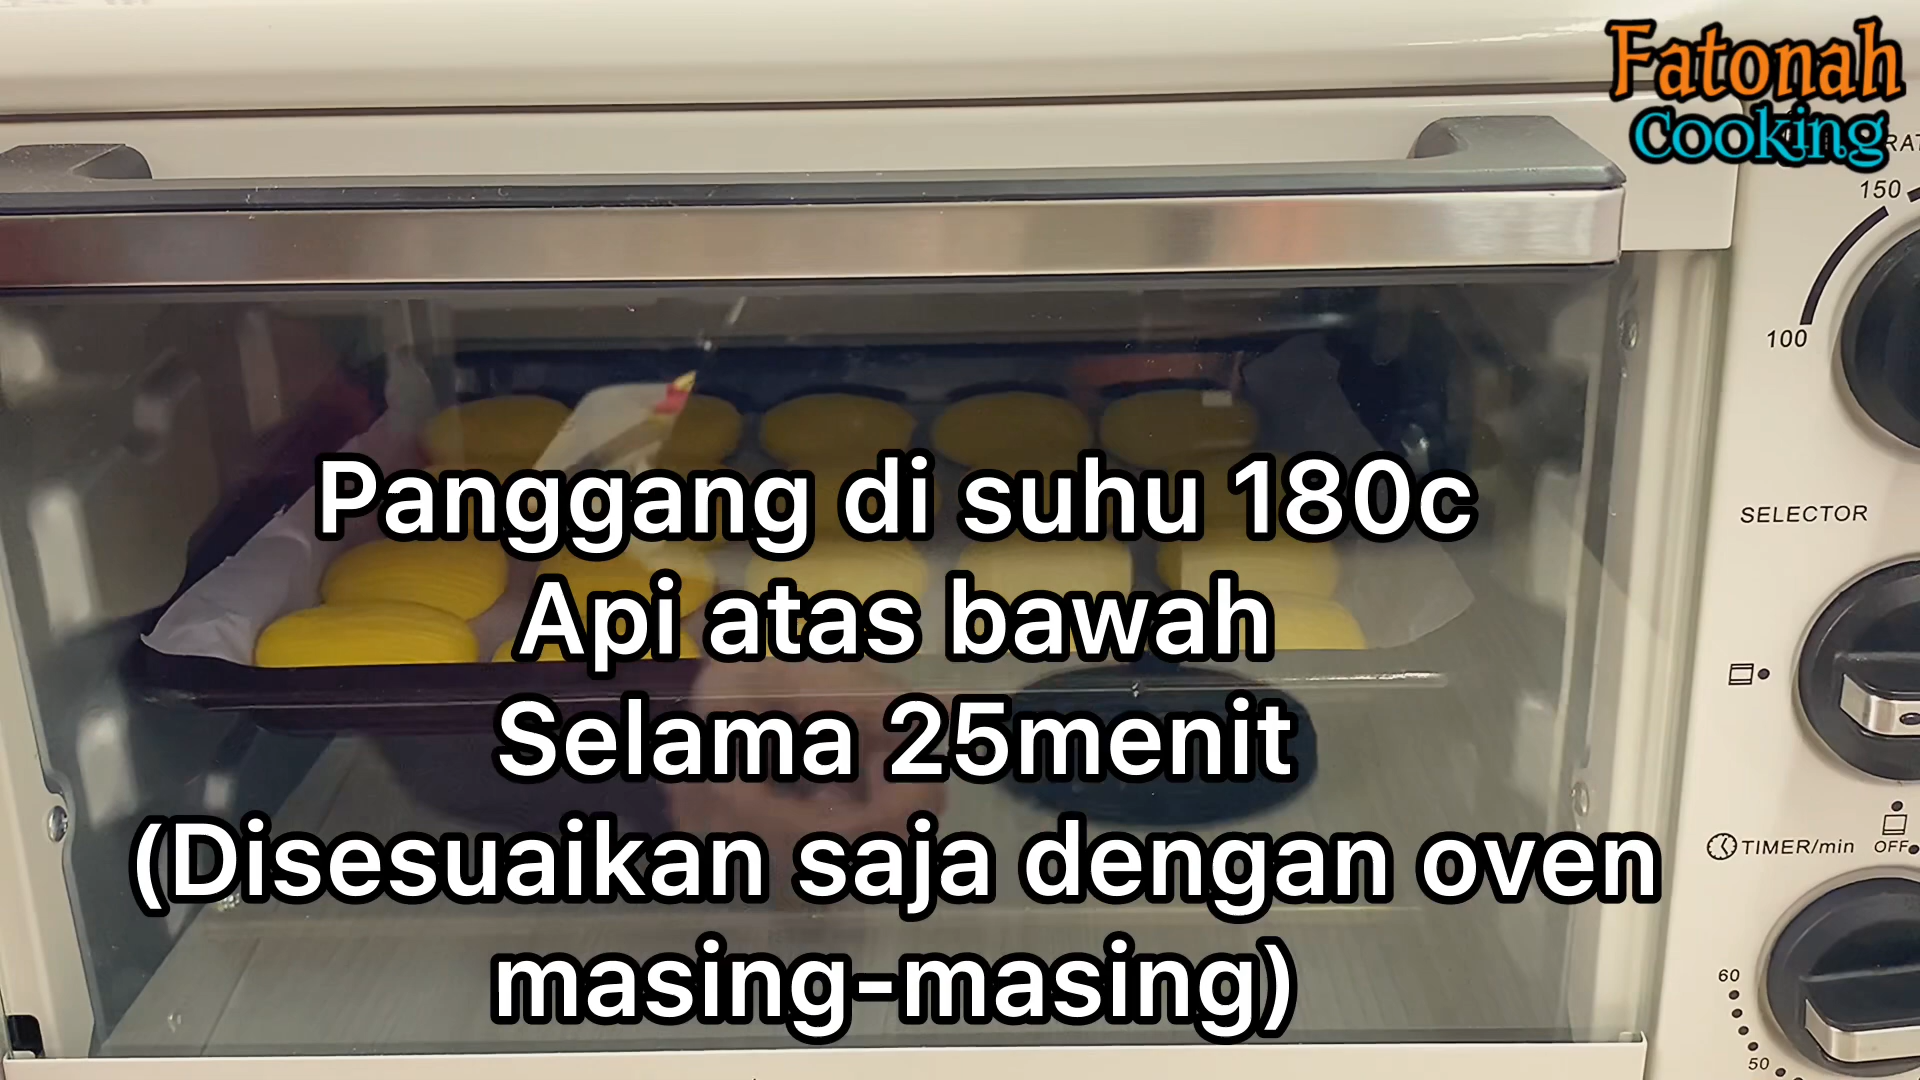 Fatonah
Cooking
150
100
Panggang di suhu 180c
SELECTOR
Api atas bawah
Selama 25menit
(Disesuaikan saja dengan oven
masing-masing)
TIMER/min
OFF
60
50